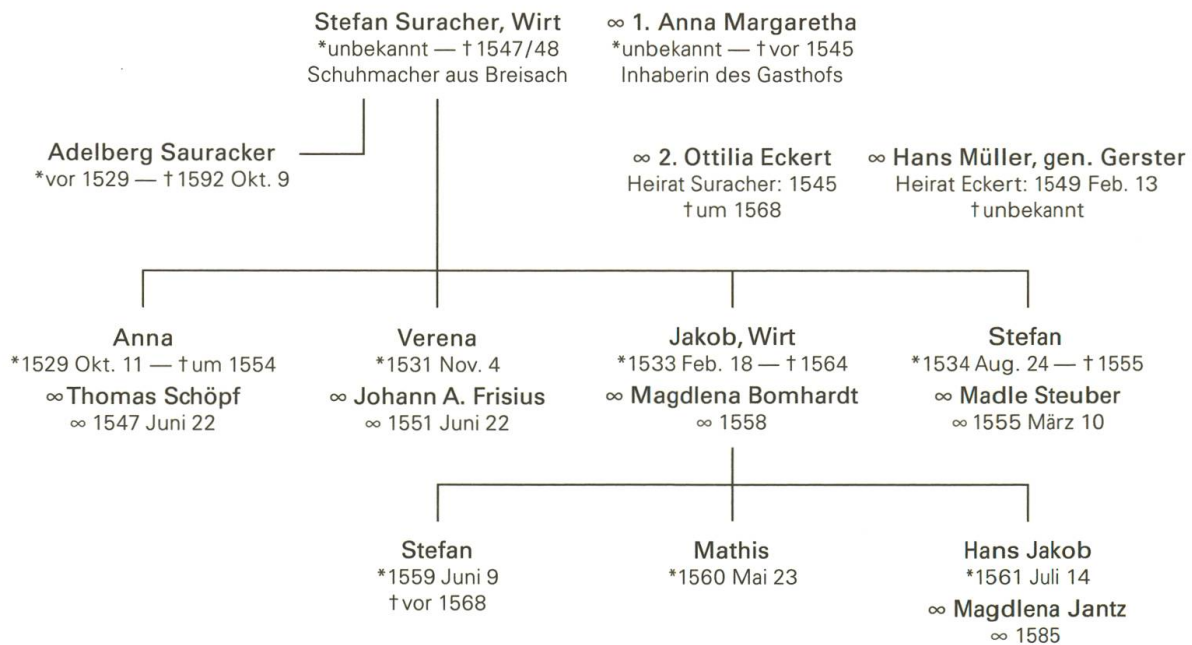 Stefan Suracher, Wirt
*unbekannt — †1547/48
Schuhmacher aus Breisach
∞ 1. Anna Margaretha
*unbekannt — †vor 1545
Inhaberin des Gasthofs
Adelberg Sauracker
*vor 1529 — †1592 Okt. 9
∞ 2. Ottilia Eckert
Heirat Suracher: 1545
†um 1568
∞ Hans Müller, gen. Gerster
Heirat Eckert: 1549 Feb. 13
†unbekannt
Anna
*1529 Okt. 11 — †um 1554
∞ Thomas Schöpf
∞ 1547 Juni 22
Verena
*1531 Nov. 4
∞ Johann A. Frisius
∞ 1551 Juni 22
Jakob, Wirt
*1533 Feb. 18 — †1564
∞ Magdlena Bomhardt
∞ 1558
Stefan
*1534 Aug. 24 — †1555
∞ Madle Steuber
∞ 1555 März 10
Stefan
*1559 Juni 9
†vor 1568
Mathis
*1560 Mai 23
Hans Jakob
*1561 Juli 14
∞ Magdlena Jantz
∞ 1585